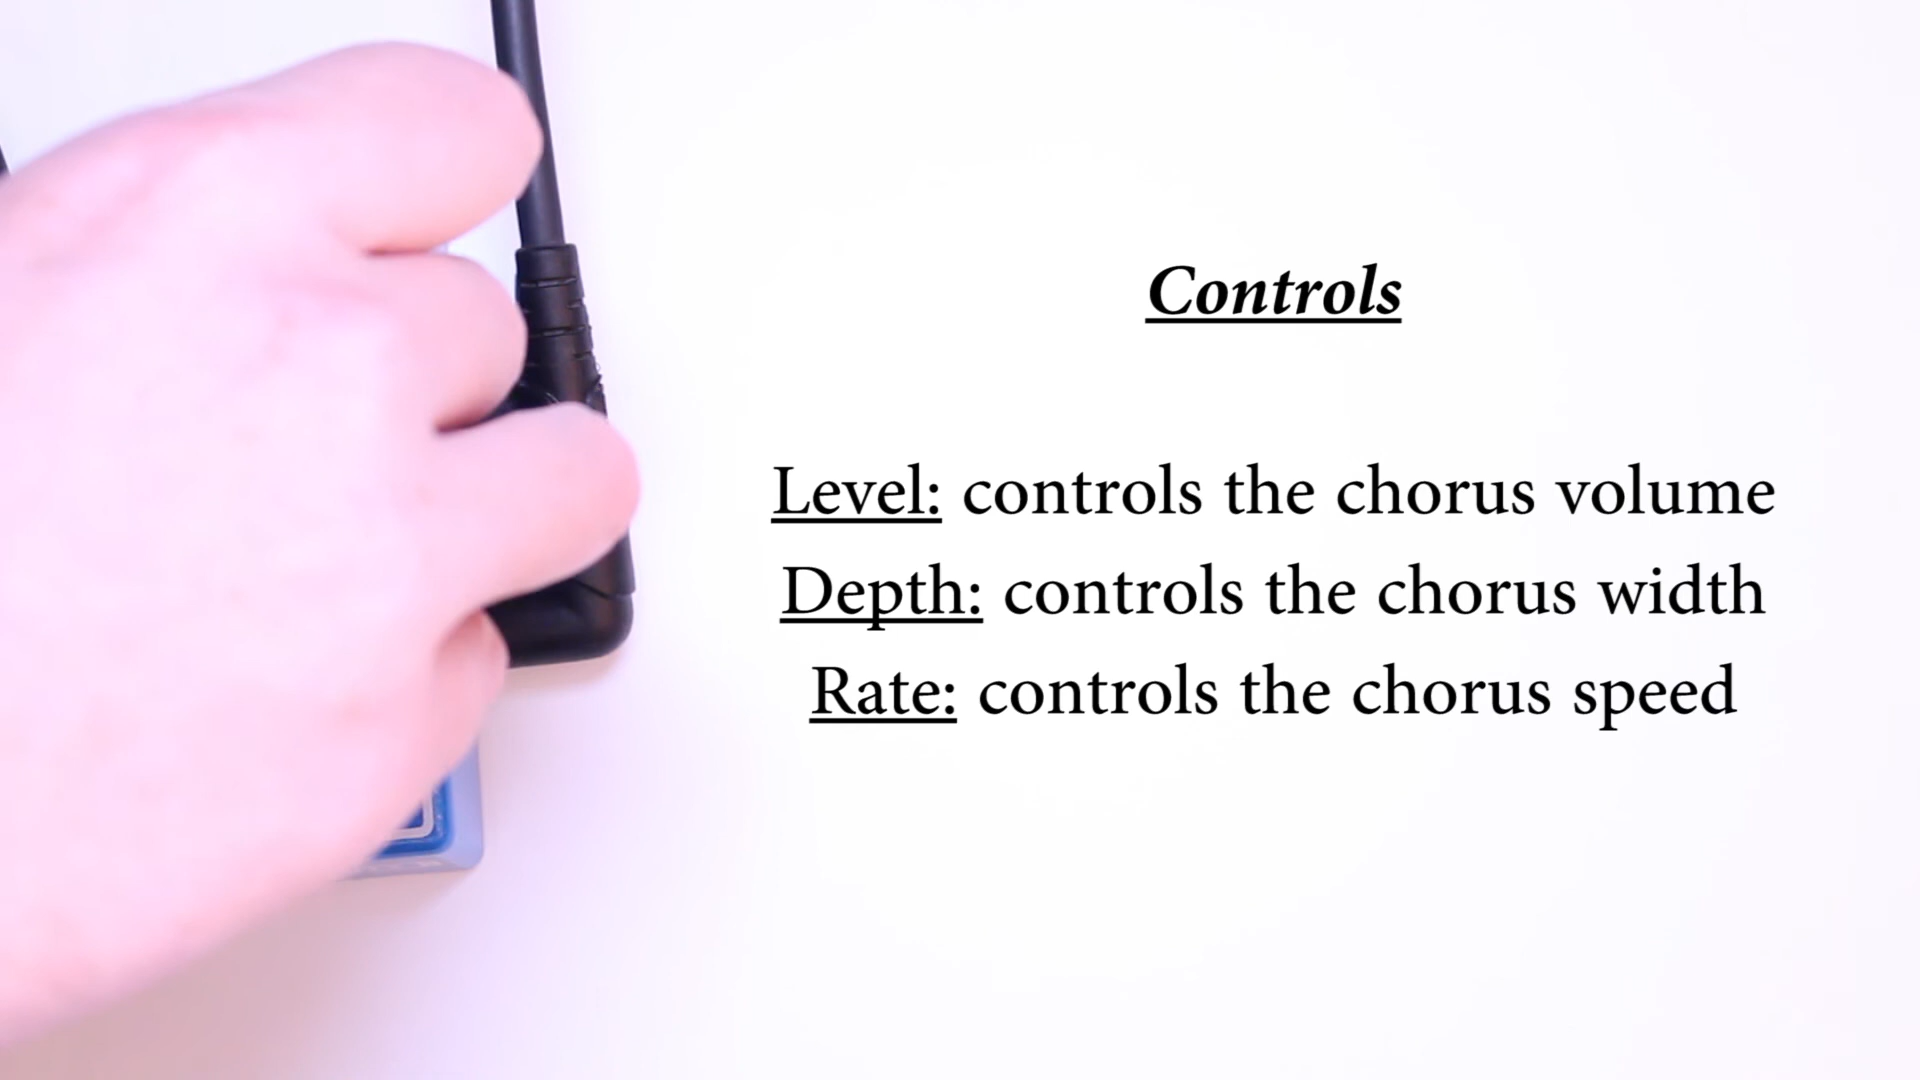 Controls
Level: controls the chorus volume
Depth: controls the chorus width
Rate: controls the chorus speed